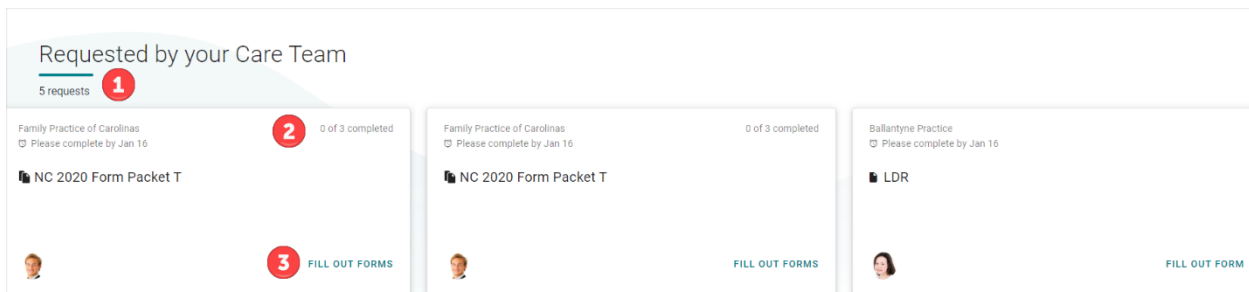 Requested by your Care Team
5 requests
1
Family Practice of Carolinas
2
0 of 3 completed
Please complete by Jan 16
NC 2020 Form Packet T
3
FILL OUT FORMS
Family Practice of Carolinas
0 of 3 completed
Please complete by Jan 16
NC 2020 Form Packet T
FILL OUT FORMS
Ballantyne Practice
Please complete by Jan 16
LDR
FILL OUT FORM